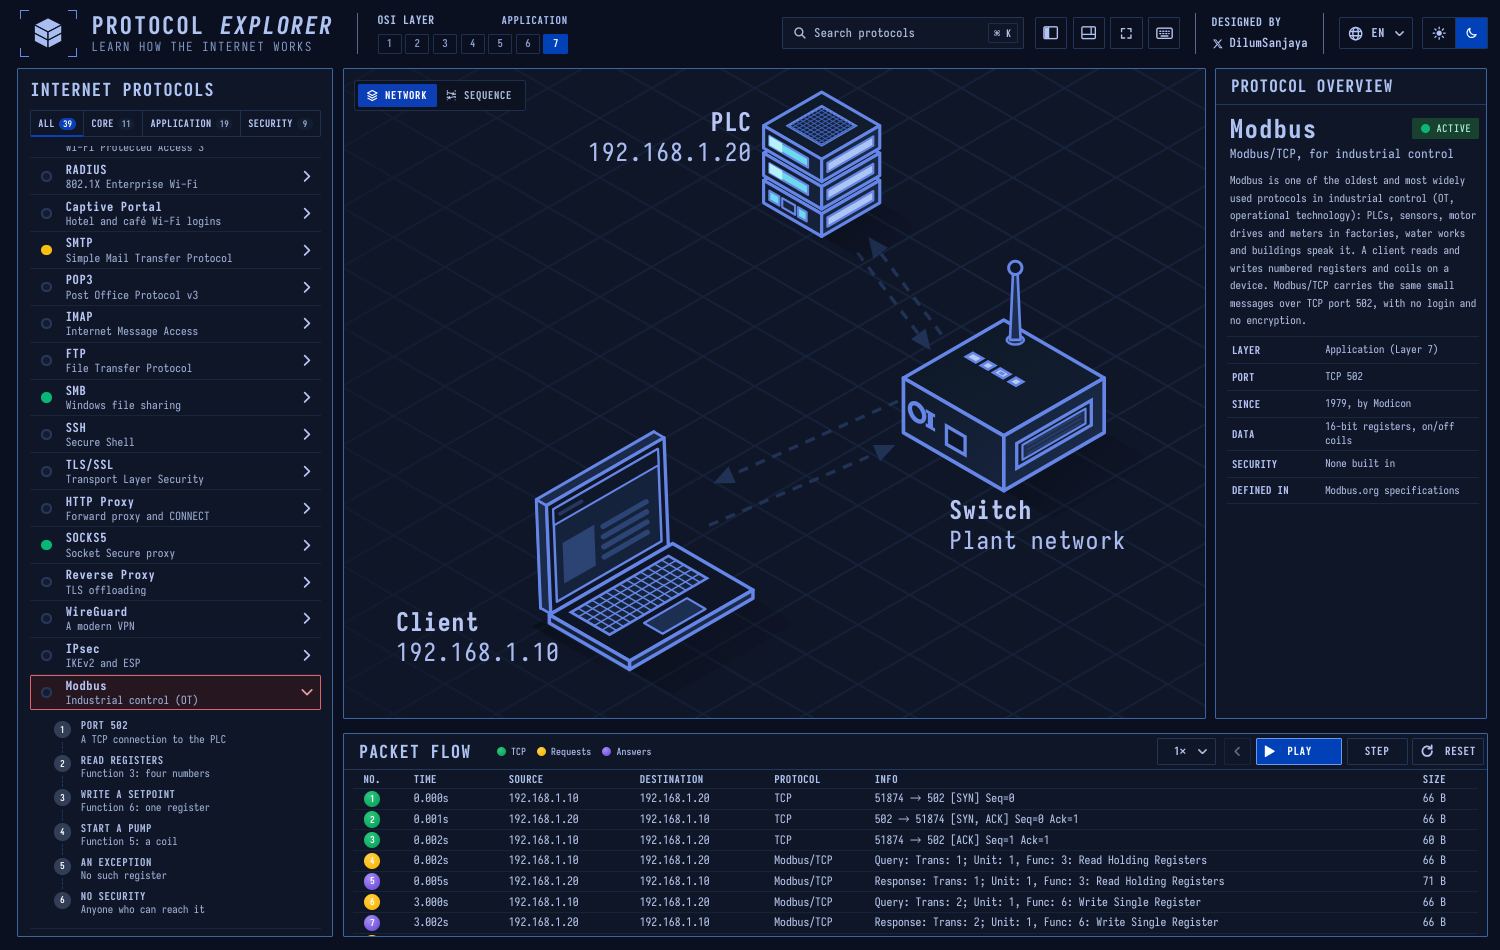 PROTOCOL EXPLORER
LEARN HOW THE INTERNET WORKS
OSI LAYER APPLICATION
1 2 3 4 5 6 7
Search protocols ⌘ K
DESIGNED BY
DilumSanjaya
EN
INTERNET PROTOCOLS
ALL 39 CORE 11 APPLICATION 19 SECURITY 9
Wi-Fi Protected Access 3
RADIUS
802.1X Enterprise Wi-Fi
Captive Portal
Hotel and café Wi-Fi logins
SMTP
Simple Mail Transfer Protocol
POP3
Post Office Protocol v3
IMAP
Internet Message Access
FTP
File Transfer Protocol
SMB
Windows file sharing
SSH
Secure Shell
TLS/SSL
Transport Layer Security
HTTP Proxy
Forward proxy and CONNECT
SOCKS5
Socket Secure proxy
Reverse Proxy
TLS offloading
WireGuard
A modern VPN
IPsec
IKEv2 and ESP
Modbus
Industrial control (OT)
1 PORT 502
A TCP connection to the PLC
2 READ REGISTERS
Function 3: four numbers
3 WRITE A SETPOINT
Function 6: one register
4 START A PUMP
Function 5: a coil
5 AN EXCEPTION
No such register
6 NO SECURITY
Anyone who can reach it
NETWORK SEQUENCE
PLC
192.168.1.20
Switch
Plant network
Client
192.168.1.10
PROTOCOL OVERVIEW
Modbus ACTIVE
Modbus/TCP, for industrial control
Modbus is one of the oldest and most widely
used protocols in industrial control (OT,
operational technology): PLCs, sensors, motor
drives and meters in factories, water works
and buildings speak it. A client reads and
writes numbered registers and coils on a
device. Modbus/TCP carries the same small
messages over TCP port 502, with no login and
no encryption.
LAYER Application (Layer 7)
PORT TCP 502
SINCE 1979, by Modicon
DATA 16-bit registers, on/off
coils
SECURITY None built in
DEFINED IN Modbus.org specifications
PACKET FLOW TCP Requests Answers 1× PLAY STEP RESET
NO. TIME SOURCE DESTINATION PROTOCOL INFO SIZE
1 0.000s 192.168.1.10 192.168.1.20 TCP 51874 → 502 [SYN] Seq=0 66 B
2 0.001s 192.168.1.20 192.168.1.10 TCP 502 → 51874 [SYN, ACK] Seq=0 Ack=1 66 B
3 0.002s 192.168.1.10 192.168.1.20 TCP 51874 → 502 [ACK] Seq=1 Ack=1 60 B
4 0.002s 192.168.1.10 192.168.1.20 Modbus/TCP Query: Trans: 1; Unit: 1, Func: 3: Read Holding Registers 66 B
5 0.005s 192.168.1.20 192.168.1.10 Modbus/TCP Response: Trans: 1; Unit: 1, Func: 3: Read Holding Registers 71 B
6 3.000s 192.168.1.10 192.168.1.20 Modbus/TCP Query: Trans: 2; Unit: 1, Func: 6: Write Single Register 66 B
7 3.002s 192.168.1.20 192.168.1.10 Modbus/TCP Response: Trans: 2; Unit: 1, Func: 6: Write Single Register 66 B